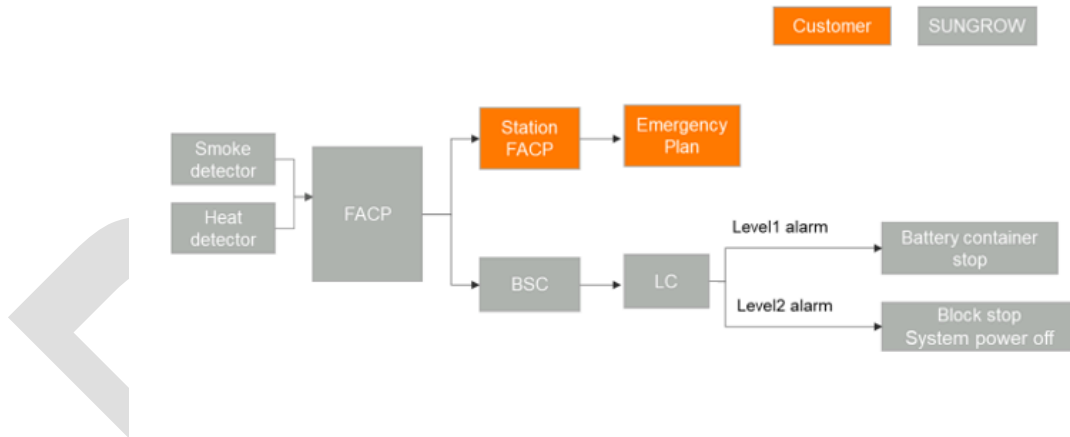 Customer
SUNGROW
Smoke
detector
Heat
detector
FACP
Station
FACP
Emergency
Plan
BSC
LC
Level1 alarm
Level2 alarm
Battery container
stop
Block stop
System power off